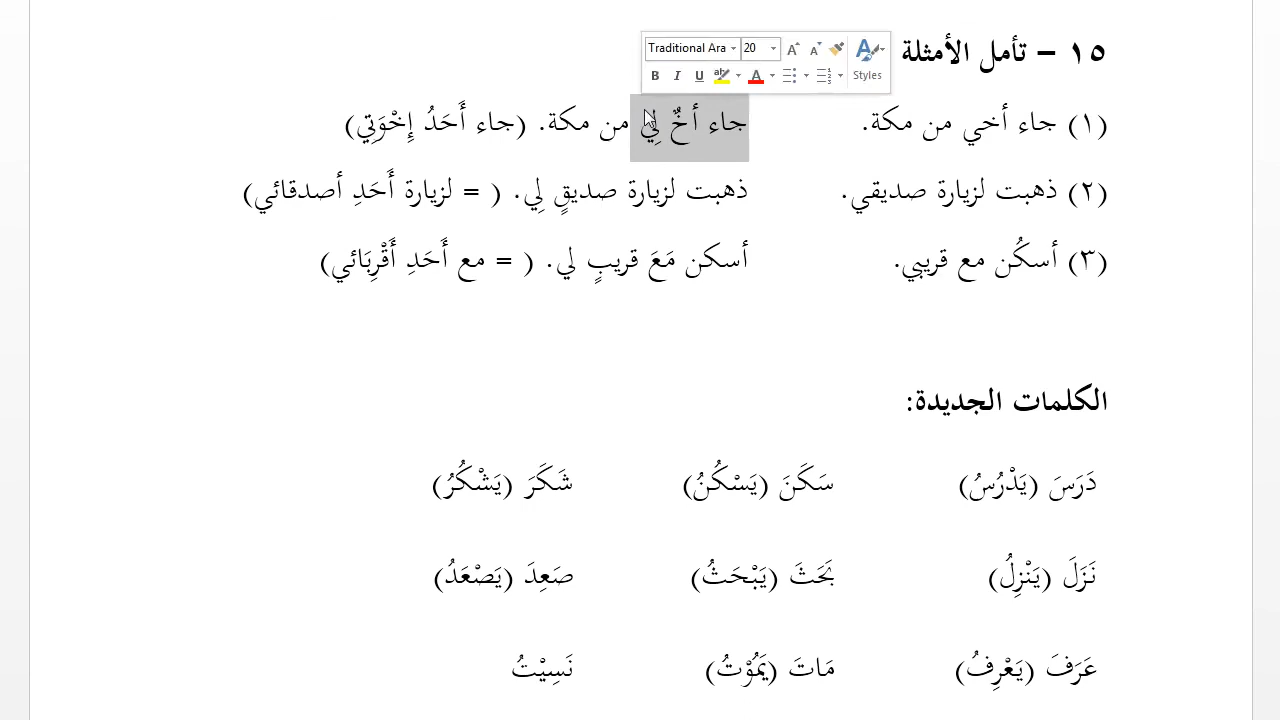 ١٥ – تأمل الأمثلة
Traditional Ara 20
B I U Styles
(١) جاء أخي من مكة. جاء أخٌ لِي من مكة. (جاء أَحَدُ إِخْوَتِي)
(٢) ذهبت لزيارة صديقي. ذهبت لزيارة صديقٍ لِي. ( = لزيارة أَحَدِ أصدقائي)
(٣) أسكُن مع قريبي. أسكن مَعَ قريبٍ لي. ( = مع أَحَدِ أَقْرِبَائي)
الكلمات الجديدة:
دَرَسَ (يَدْرُسُ) سَكَنَ (يَسْكُنُ) شَكَرَ (يَشْكُرُ)
نَزَلَ (يَنْزِلُ) بَحَثَ (يَبْحَثُ) صَعِدَ (يَصْعَدُ)
عَرَفَ (يَعْرِفُ) مَاتَ (يَمُوْتُ) نَسِيْتُ